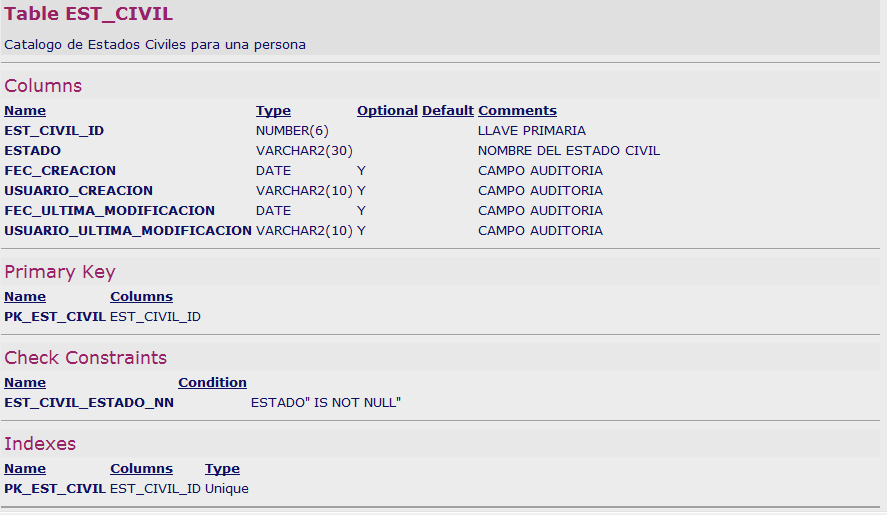 Table EST_CIVIL
Catalogo de Estados Civiles para una persona
Columns
Name Type Optional Default Comments
EST_CIVIL_ID NUMBER(6) LLAVE PRIMARIA
ESTADO VARCHAR2(30) NOMBRE DEL ESTADO CIVIL
FEC_CREACION DATE Y CAMPO AUDITORIA
USUARIO_CREACION VARCHAR2(10) Y CAMPO AUDITORIA
FEC_ULTIMA_MODIFICACION DATE Y CAMPO AUDITORIA
USUARIO_ULTIMA_MODIFICACION VARCHAR2(10) Y CAMPO AUDITORIA
Primary Key
Name Columns
PK_EST_CIVIL EST_CIVIL_ID
Check Constraints
Name Condition
EST_CIVIL_ESTADO_NN ESTADO" IS NOT NULL"
Indexes
Name Columns Type
PK_EST_CIVIL EST_CIVIL_ID Unique